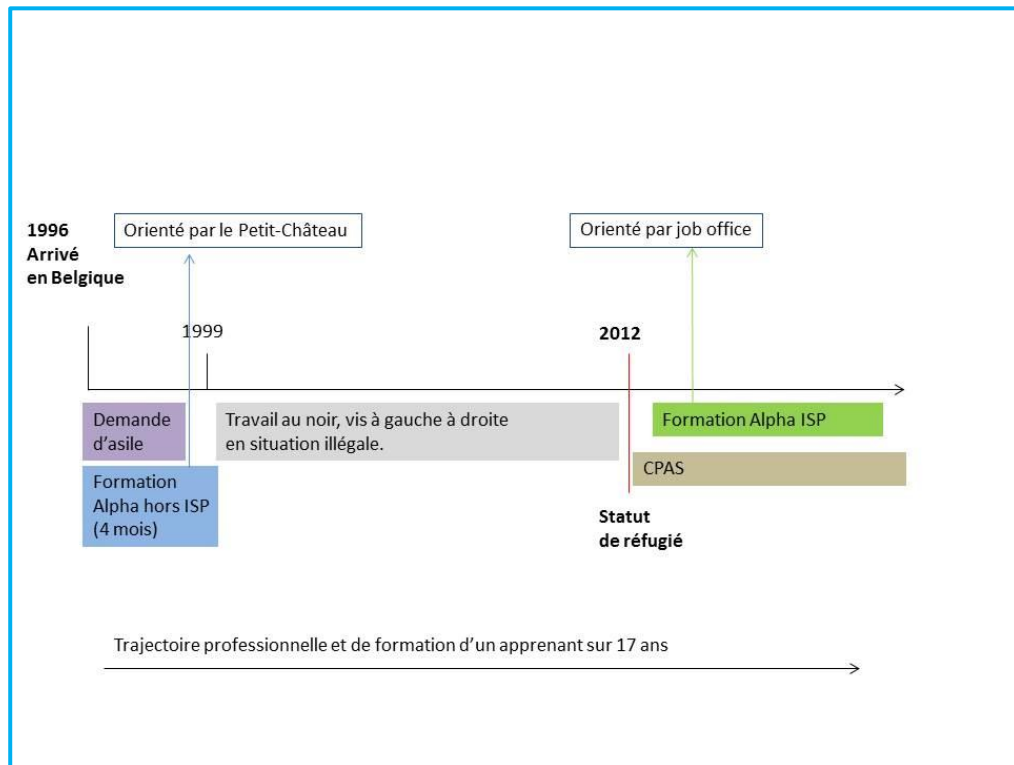 1996
Arrivé
en Belgique
Orienté par le Petit-Château
Orienté par job office
1999
2012
Demande
d’asile
Travail au noir, vis à gauche à droite
en situation illégale.
Formation Alpha ISP
CPAS
Formation
Alpha hors ISP
(4 mois)
Statut
de réfugié
Trajectoire professionnelle et de formation d’un apprenant sur 17 ans